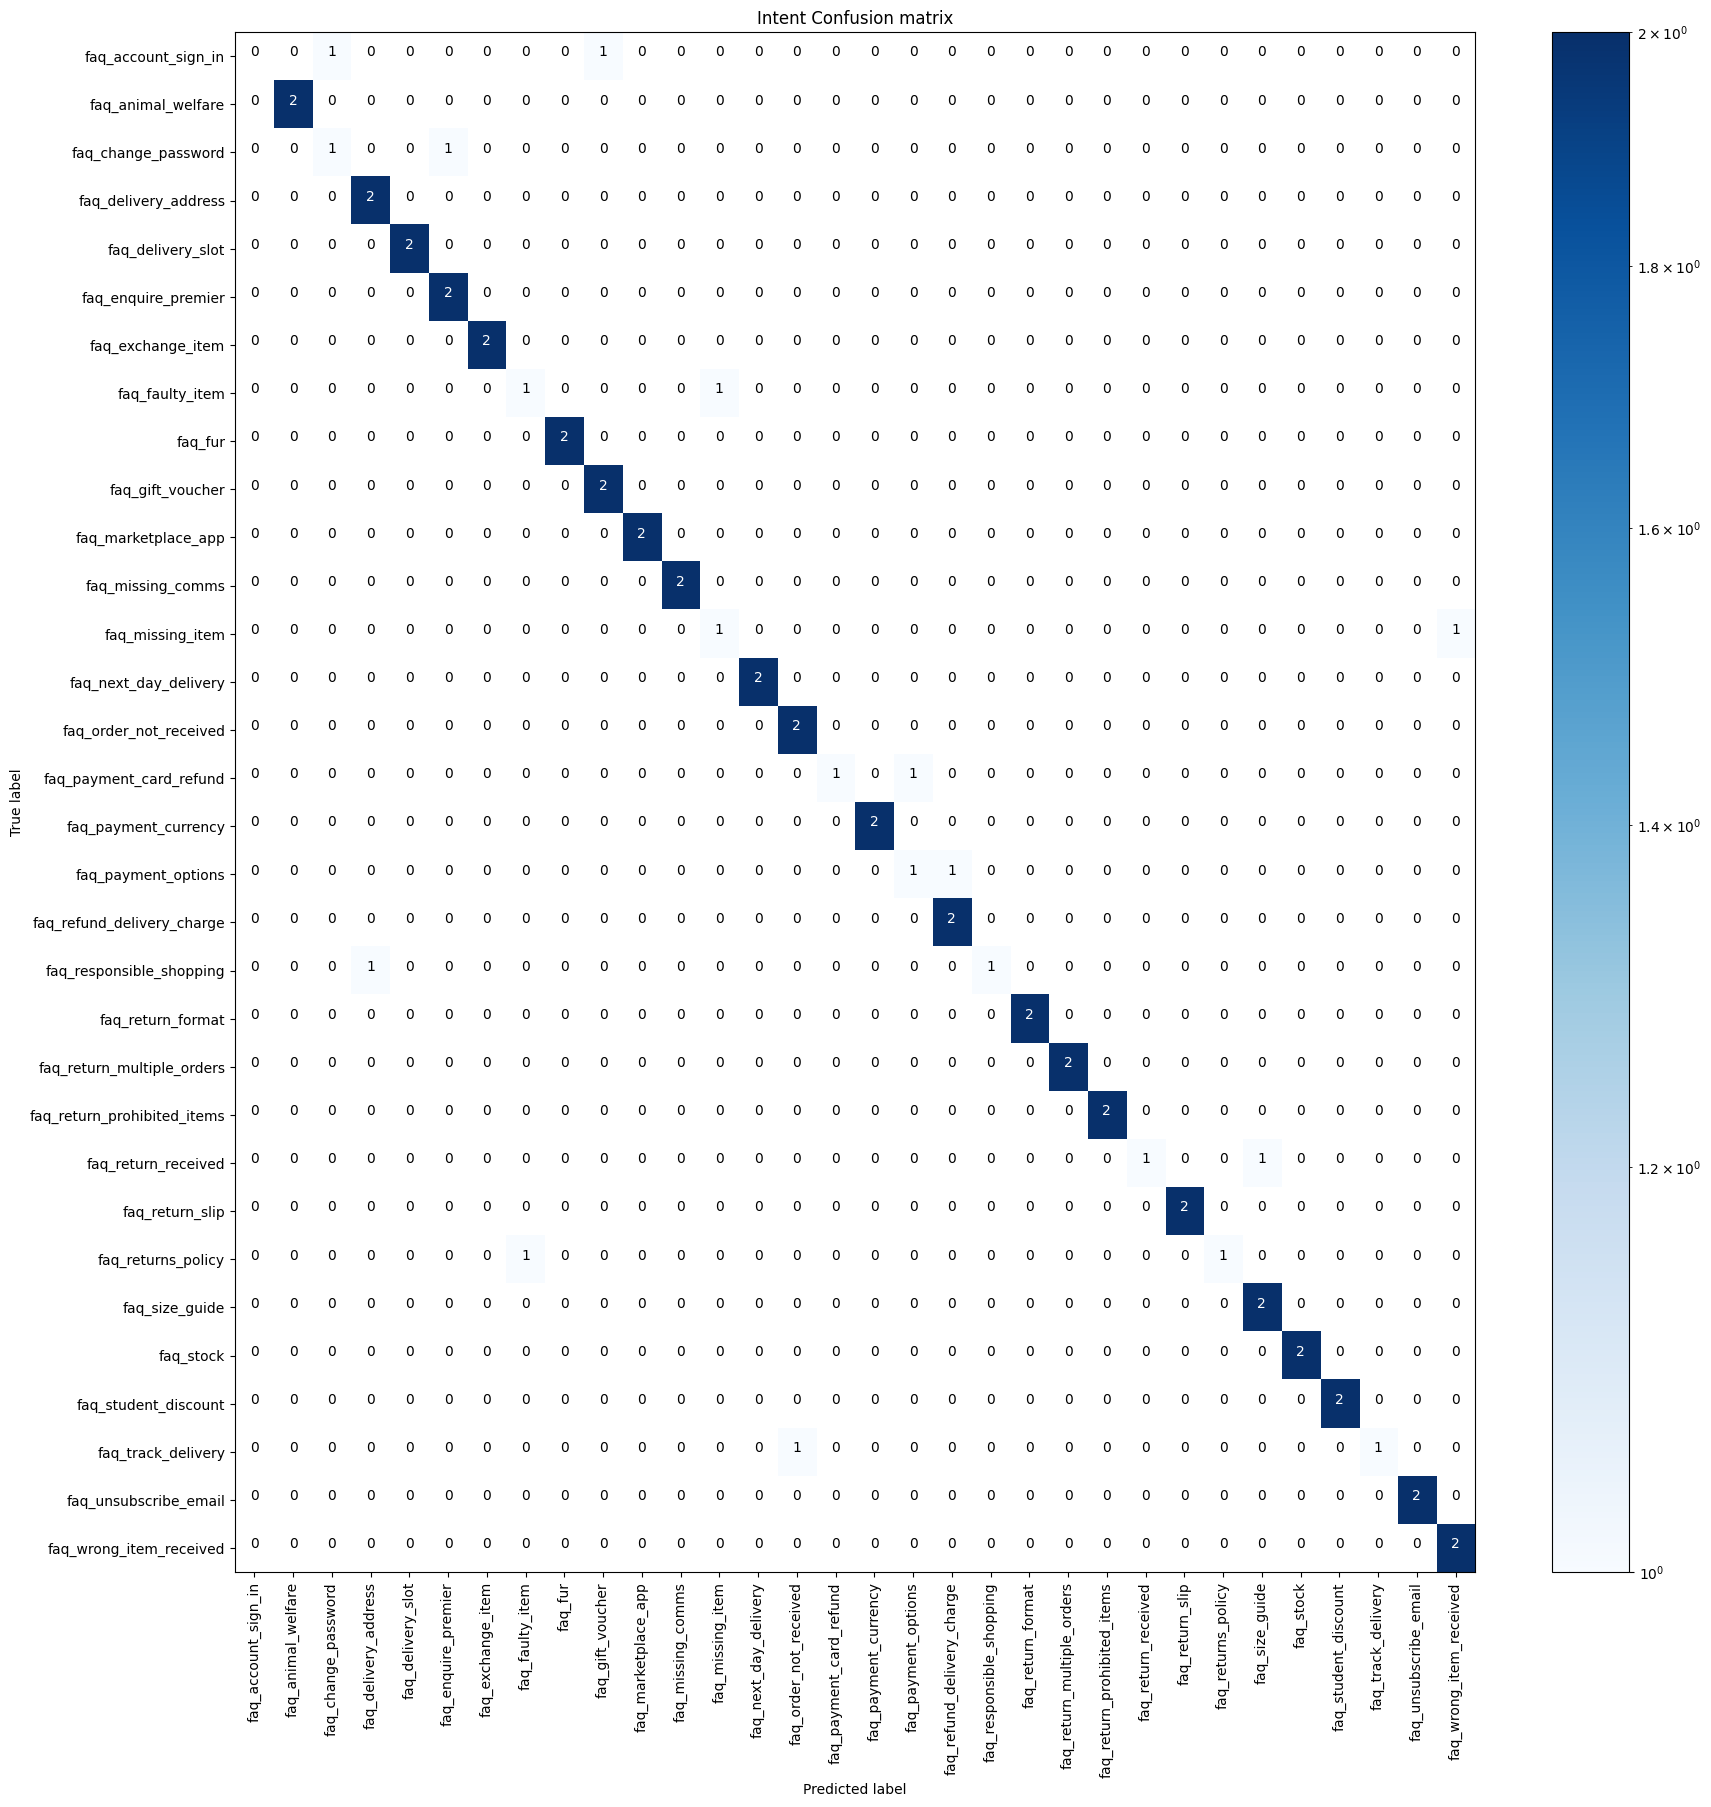 Intent Confusion matrix
faq_account_sign_in 0 0 1 0 0 0 0 0 0 1 0 0 0 0 0 0 0 0 0 0 0 0 0 0 0 0 0 0 0 0 0 0
faq_animal_welfare 0 2 0 0 0 0 0 0 0 0 0 0 0 0 0 0 0 0 0 0 0 0 0 0 0 0 0 0 0 0 0 0
faq_change_password 0 0 1 0 0 1 0 0 0 0 0 0 0 0 0 0 0 0 0 0 0 0 0 0 0 0 0 0 0 0 0 0
faq_delivery_address 0 0 0 2 0 0 0 0 0 0 0 0 0 0 0 0 0 0 0 0 0 0 0 0 0 0 0 0 0 0 0 0
faq_delivery_slot 0 0 0 0 2 0 0 0 0 0 0 0 0 0 0 0 0 0 0 0 0 0 0 0 0 0 0 0 0 0 0 0
faq_enquire_premier 0 0 0 0 0 2 0 0 0 0 0 0 0 0 0 0 0 0 0 0 0 0 0 0 0 0 0 0 0 0 0 0
faq_exchange_item 0 0 0 0 0 0 2 0 0 0 0 0 0 0 0 0 0 0 0 0 0 0 0 0 0 0 0 0 0 0 0 0
faq_faulty_item 0 0 0 0 0 0 0 1 0 0 0 0 1 0 0 0 0 0 0 0 0 0 0 0 0 0 0 0 0 0 0 0
faq_fur 0 0 0 0 0 0 0 0 2 0 0 0 0 0 0 0 0 0 0 0 0 0 0 0 0 0 0 0 0 0 0 0
faq_gift_voucher 0 0 0 0 0 0 0 0 0 2 0 0 0 0 0 0 0 0 0 0 0 0 0 0 0 0 0 0 0 0 0 0
faq_marketplace_app 0 0 0 0 0 0 0 0 0 0 2 0 0 0 0 0 0 0 0 0 0 0 0 0 0 0 0 0 0 0 0 0
faq_missing_comms 0 0 0 0 0 0 0 0 0 0 0 2 0 0 0 0 0 0 0 0 0 0 0 0 0 0 0 0 0 0 0 0
faq_missing_item 0 0 0 0 0 0 0 0 0 0 0 0 1 0 0 0 0 0 0 0 0 0 0 0 0 0 0 0 0 0 0 1
faq_next_day_delivery 0 0 0 0 0 0 0 0 0 0 0 0 0 2 0 0 0 0 0 0 0 0 0 0 0 0 0 0 0 0 0 0
faq_order_not_received 0 0 0 0 0 0 0 0 0 0 0 0 0 0 2 0 0 0 0 0 0 0 0 0 0 0 0 0 0 0 0 0
faq_payment_card_refund 0 0 0 0 0 0 0 0 0 0 0 0 0 0 0 1 0 1 0 0 0 0 0 0 0 0 0 0 0 0 0 0
faq_payment_currency 0 0 0 0 0 0 0 0 0 0 0 0 0 0 0 0 2 0 0 0 0 0 0 0 0 0 0 0 0 0 0 0
faq_payment_options 0 0 0 0 0 0 0 0 0 0 0 0 0 0 0 0 0 1 1 0 0 0 0 0 0 0 0 0 0 0 0 0
faq_refund_delivery_charge 0 0 0 0 0 0 0 0 0 0 0 0 0 0 0 0 0 0 2 0 0 0 0 0 0 0 0 0 0 0 0 0
faq_responsible_shopping 0 0 0 1 0 0 0 0 0 0 0 0 0 0 0 0 0 0 0 1 0 0 0 0 0 0 0 0 0 0 0 0
faq_return_format 0 0 0 0 0 0 0 0 0 0 0 0 0 0 0 0 0 0 0 0 2 0 0 0 0 0 0 0 0 0 0 0
faq_return_multiple_orders 0 0 0 0 0 0 0 0 0 0 0 0 0 0 0 0 0 0 0 0 0 2 0 0 0 0 0 0 0 0 0 0
faq_return_prohibited_items 0 0 0 0 0 0 0 0 0 0 0 0 0 0 0 0 0 0 0 0 0 0 2 0 0 0 0 0 0 0 0 0
faq_return_received 0 0 0 0 0 0 0 0 0 0 0 0 0 0 0 0 0 0 0 0 0 0 0 1 0 0 1 0 0 0 0 0
faq_return_slip 0 0 0 0 0 0 0 0 0 0 0 0 0 0 0 0 0 0 0 0 0 0 0 0 2 0 0 0 0 0 0 0
faq_returns_policy 0 0 0 0 0 0 0 1 0 0 0 0 0 0 0 0 0 0 0 0 0 0 0 0 0 1 0 0 0 0 0 0
faq_size_guide 0 0 0 0 0 0 0 0 0 0 0 0 0 0 0 0 0 0 0 0 0 0 0 0 0 0 2 0 0 0 0 0
faq_stock 0 0 0 0 0 0 0 0 0 0 0 0 0 0 0 0 0 0 0 0 0 0 0 0 0 0 0 2 0 0 0 0
faq_student_discount 0 0 0 0 0 0 0 0 0 0 0 0 0 0 0 0 0 0 0 0 0 0 0 0 0 0 0 0 2 0 0 0
faq_track_delivery 0 0 0 0 0 0 0 0 0 0 0 0 0 0 1 0 0 0 0 0 0 0 0 0 0 0 0 0 0 1 0 0
faq_unsubscribe_email 0 0 0 0 0 0 0 0 0 0 0 0 0 0 0 0 0 0 0 0 0 0 0 0 0 0 0 0 0 0 2 0
faq_wrong_item_received 0 0 0 0 0 0 0 0 0 0 0 0 0 0 0 0 0 0 0 0 0 0 0 0 0 0 0 0 0 0 0 2
True label
faq_account_sign_in
faq_animal_welfare
faq_change_password
faq_delivery_address
faq_delivery_slot
faq_enquire_premier
faq_exchange_item
faq_faulty_item
faq_fur
faq_gift_voucher
faq_marketplace_app
faq_missing_comms
faq_missing_item
faq_next_day_delivery
faq_order_not_received
faq_payment_card_refund
faq_payment_currency
faq_payment_options
faq_refund_delivery_charge
faq_responsible_shopping
faq_return_format
faq_return_multiple_orders
faq_return_prohibited_items
faq_return_received
faq_return_slip
faq_returns_policy
faq_size_guide
faq_stock
faq_student_discount
faq_track_delivery
faq_unsubscribe_email
faq_wrong_item_received
Predicted label
2 × 10⁰
1.8 × 10⁰
1.6 × 10⁰
1.4 × 10⁰
1.2 × 10⁰
10⁰